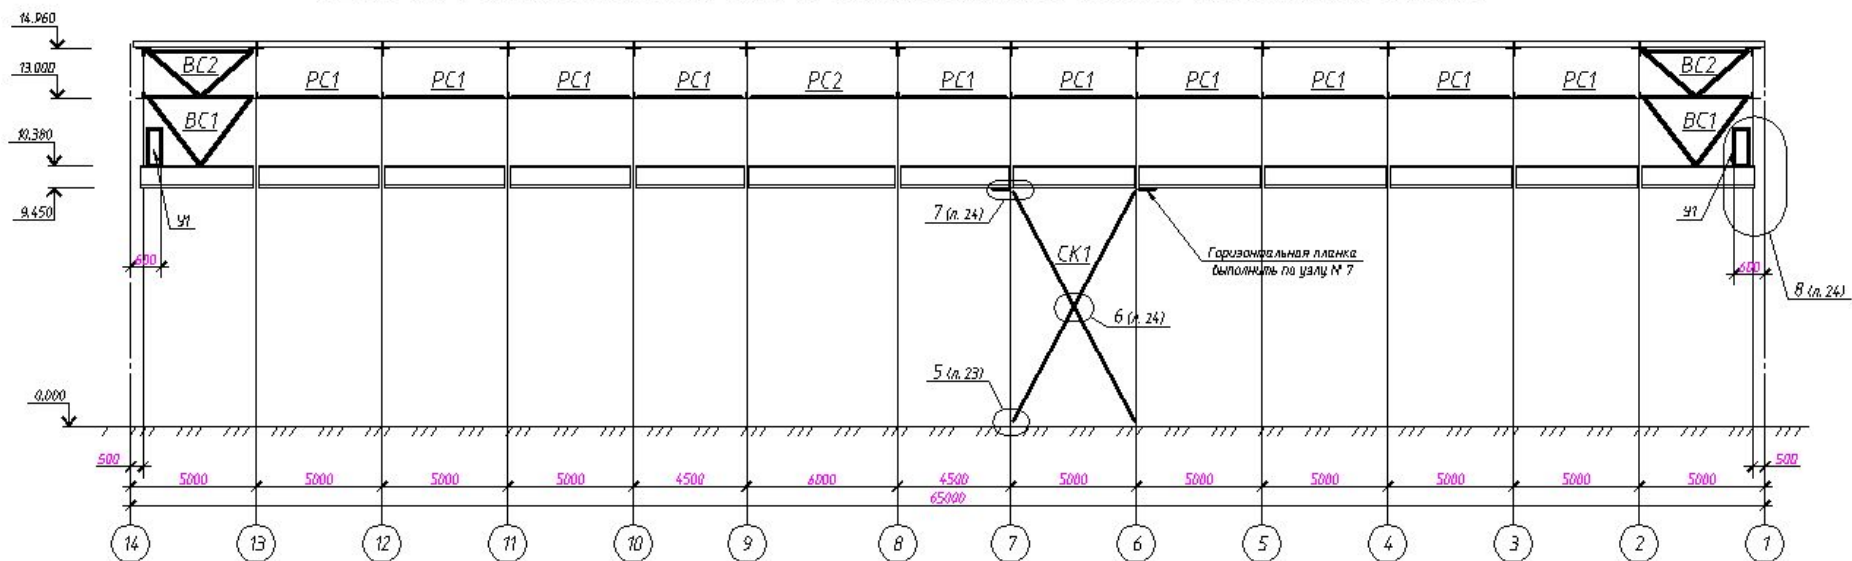 14.960
13.000
10.380
9.450
0.000
ВС2
РС1
РС1
РС1
РС1
РС2
РС1
РС1
РС1
РС1
РС1
РС1
ВС2
ВС1
ВС1
У1
7 (л. 24)
У1
600
СК1
Горизонтальная планка
выполнить по узлу № 7
600
8 (л. 24)
6 (л. 24)
5 (л. 23)
500
5000
5000
5000
5000
4500
6000
4500
5000
5000
5000
5000
5000
5000
500
65000
14
13
12
11
10
9
8
7
6
5
4
3
2
1